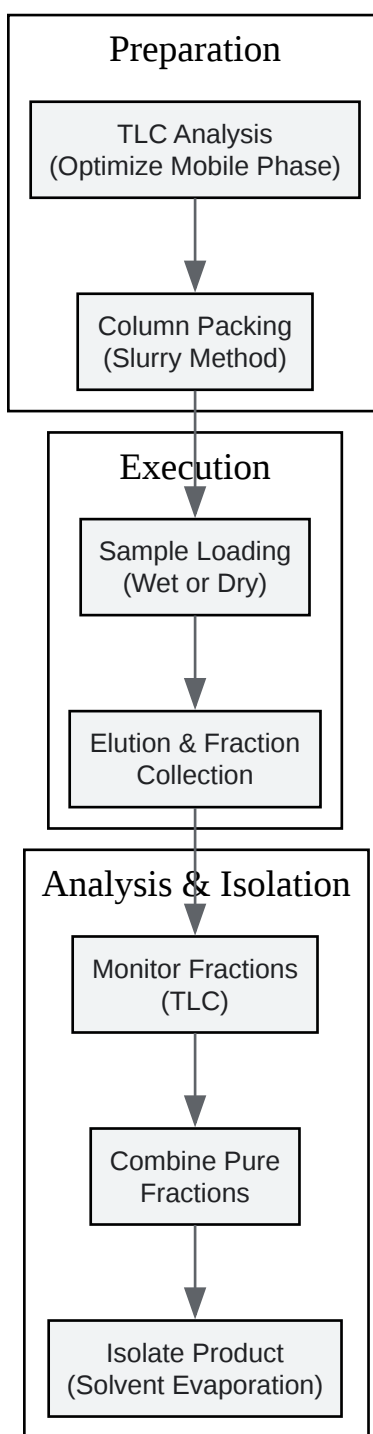 Preparation
TLC Analysis
(Optimize Mobile Phase)
Column Packing
(Slurry Method)
Execution
Sample Loading
(Wet or Dry)
Elution & Fraction
Collection
Analysis & Isolation
Monitor Fractions
(TLC)
Combine Pure
Fractions
Isolate Product
(Solvent Evaporation)